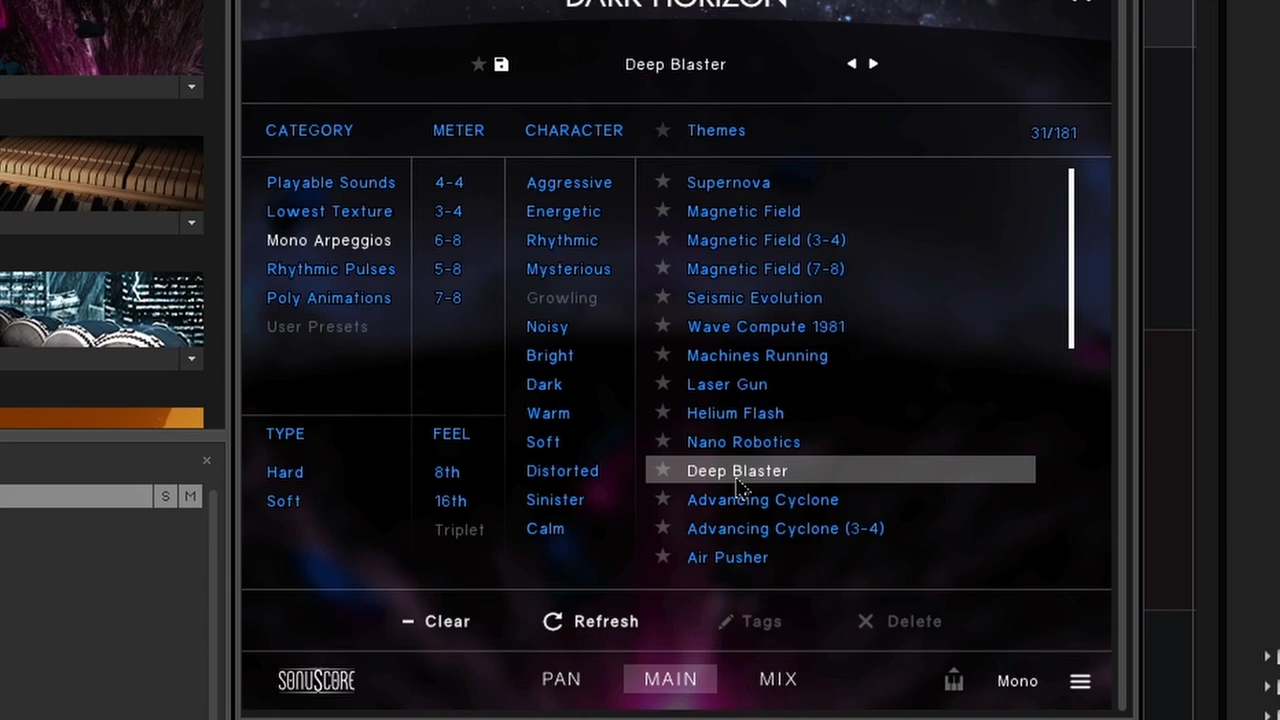 DARK HORIZON
Deep Blaster
CATEGORY METER CHARACTER Themes 31/181
Playable Sounds 4-4 Aggressive Supernova
Lowest Texture 3-4 Energetic Magnetic Field
Mono Arpeggios 6-8 Rhythmic Magnetic Field (3-4)
Rhythmic Pulses 5-8 Mysterious Magnetic Field (7-8)
Poly Animations 7-8 Growling Seismic Evolution
User Presets Noisy Wave Compute 1981
Bright Machines Running
Dark Laser Gun
Warm Helium Flash
TYPE FEEL Soft Nano Robotics
Hard 8th Distorted Deep Blaster
Soft 16th Sinister Advancing Cyclone
Triplet Calm Advancing Cyclone (3-4)
Air Pusher
S M
Clear Refresh Tags Delete
SONUSCORE PAN MAIN MIX Mono